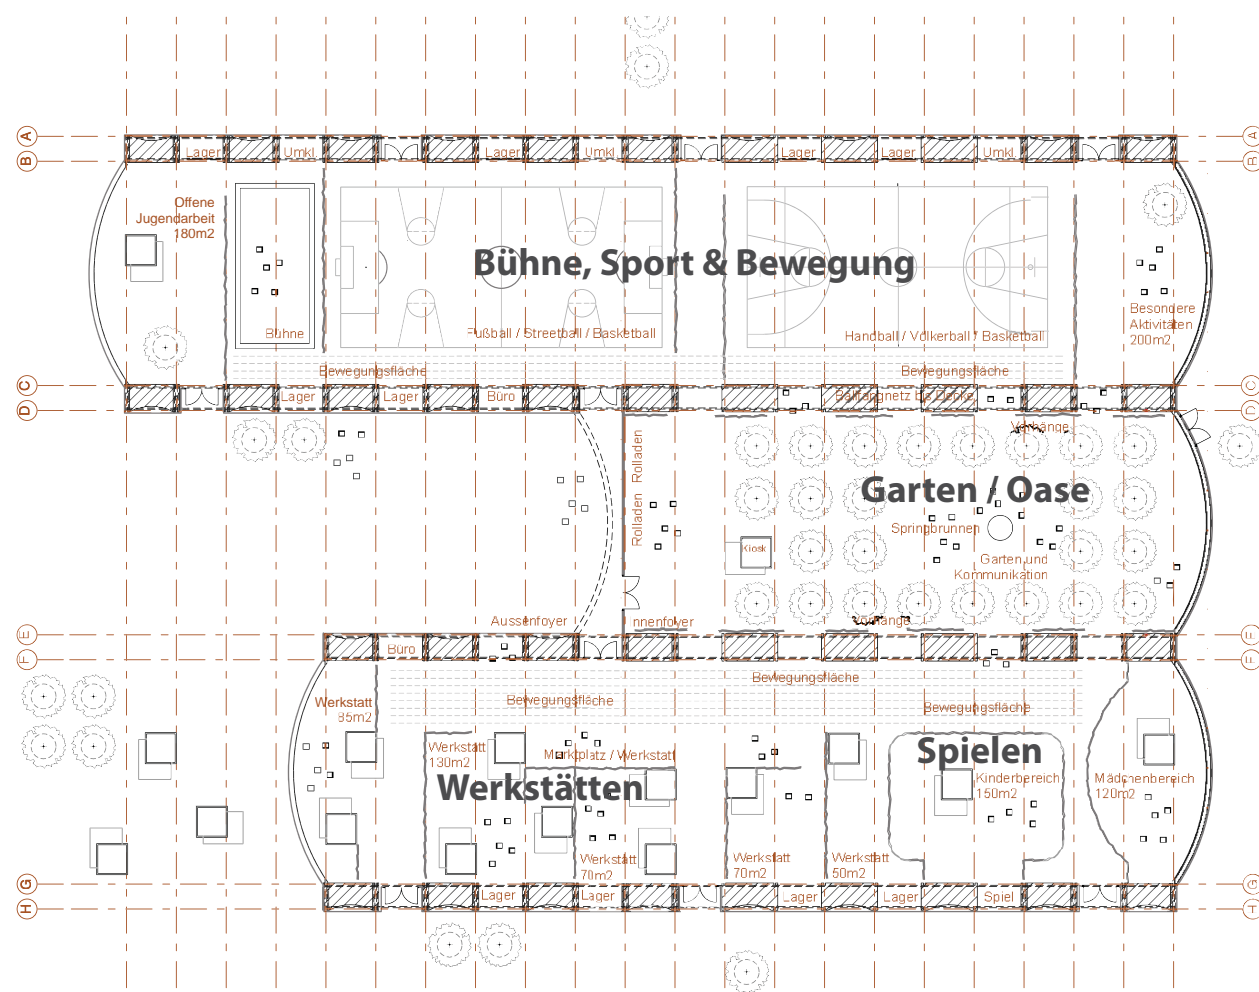 A
A
B
B
Lager
Umkl.
Lager
Umkl
Lager
Lager
Umkl.
Offene
Jugendarbeit
180m2
Bühne, Sport & Bewegung
Besondere
Aktivitäten
200m2
Bühne
Fußball / Streetball / Basketball
Handball / Völkerball / Basketball
Bewegungsfläche
Bewegungsfläche
C
C
Lager
Lager
Büro
Ballfangnetz bis Decke
D
D
Vorhänge
Rolladen
Rolladen
Garten / Oase
Springbrunnen
Kiosk
Garten und
Kommunikation
Aussenfoyer
nnenfoyer
Vorhänge
E
E
Büro
F
F
Bewegungsfläche
Bewegungsfläche
Bewegungsfläche
Werkstatt
85m2
Werkstatt
130m2
Marktplatz / Werkstatt
Spielen
Kinderbereich
150m2
Mädchenbereich
120m2
Werkstätten
Werkstatt
70m2
Werkstatt
70m2
Werkstatt
50m2
G
G
Lager
Lager
Lager
Lager
Spiel
H
H